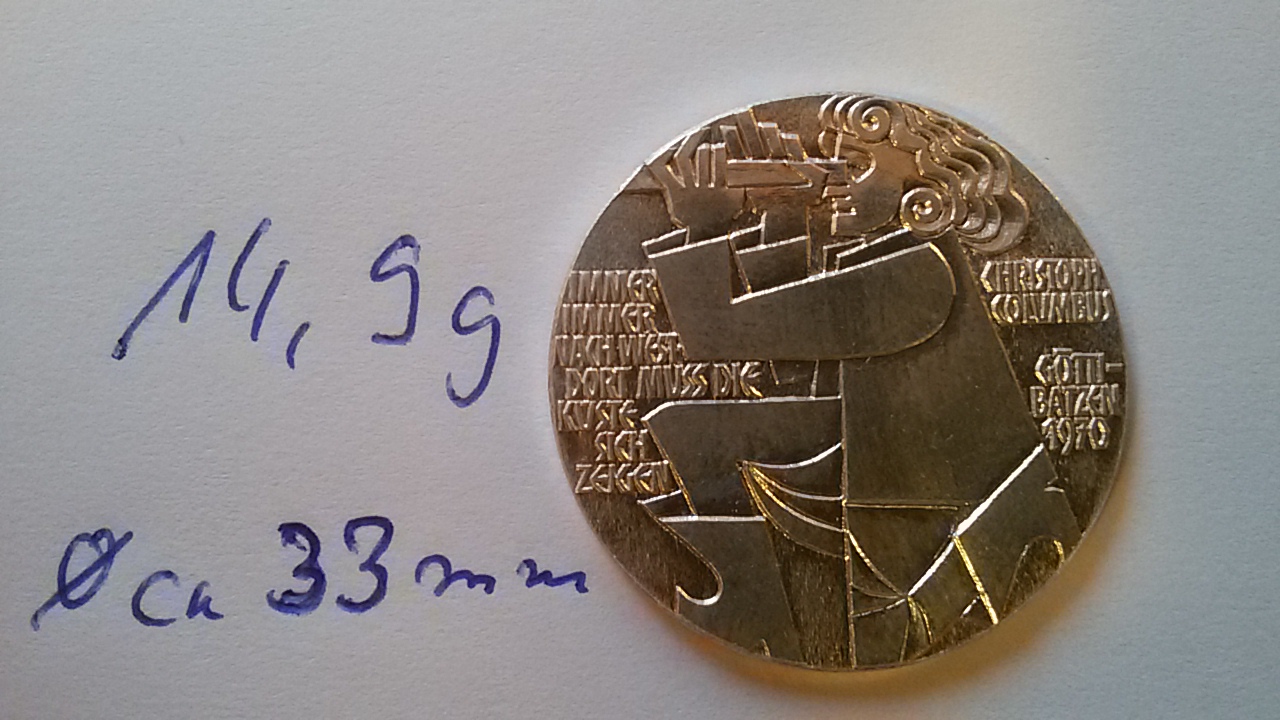 14,9g
Ø ca 33mm
IMMER
IMMER
NACH WEST-
DORT MUSS DIE
KÜSTE
SICH
ZEIGEN
CHRISTOPH
COLUMBUS
GÖTTI-
BATZEN
1970